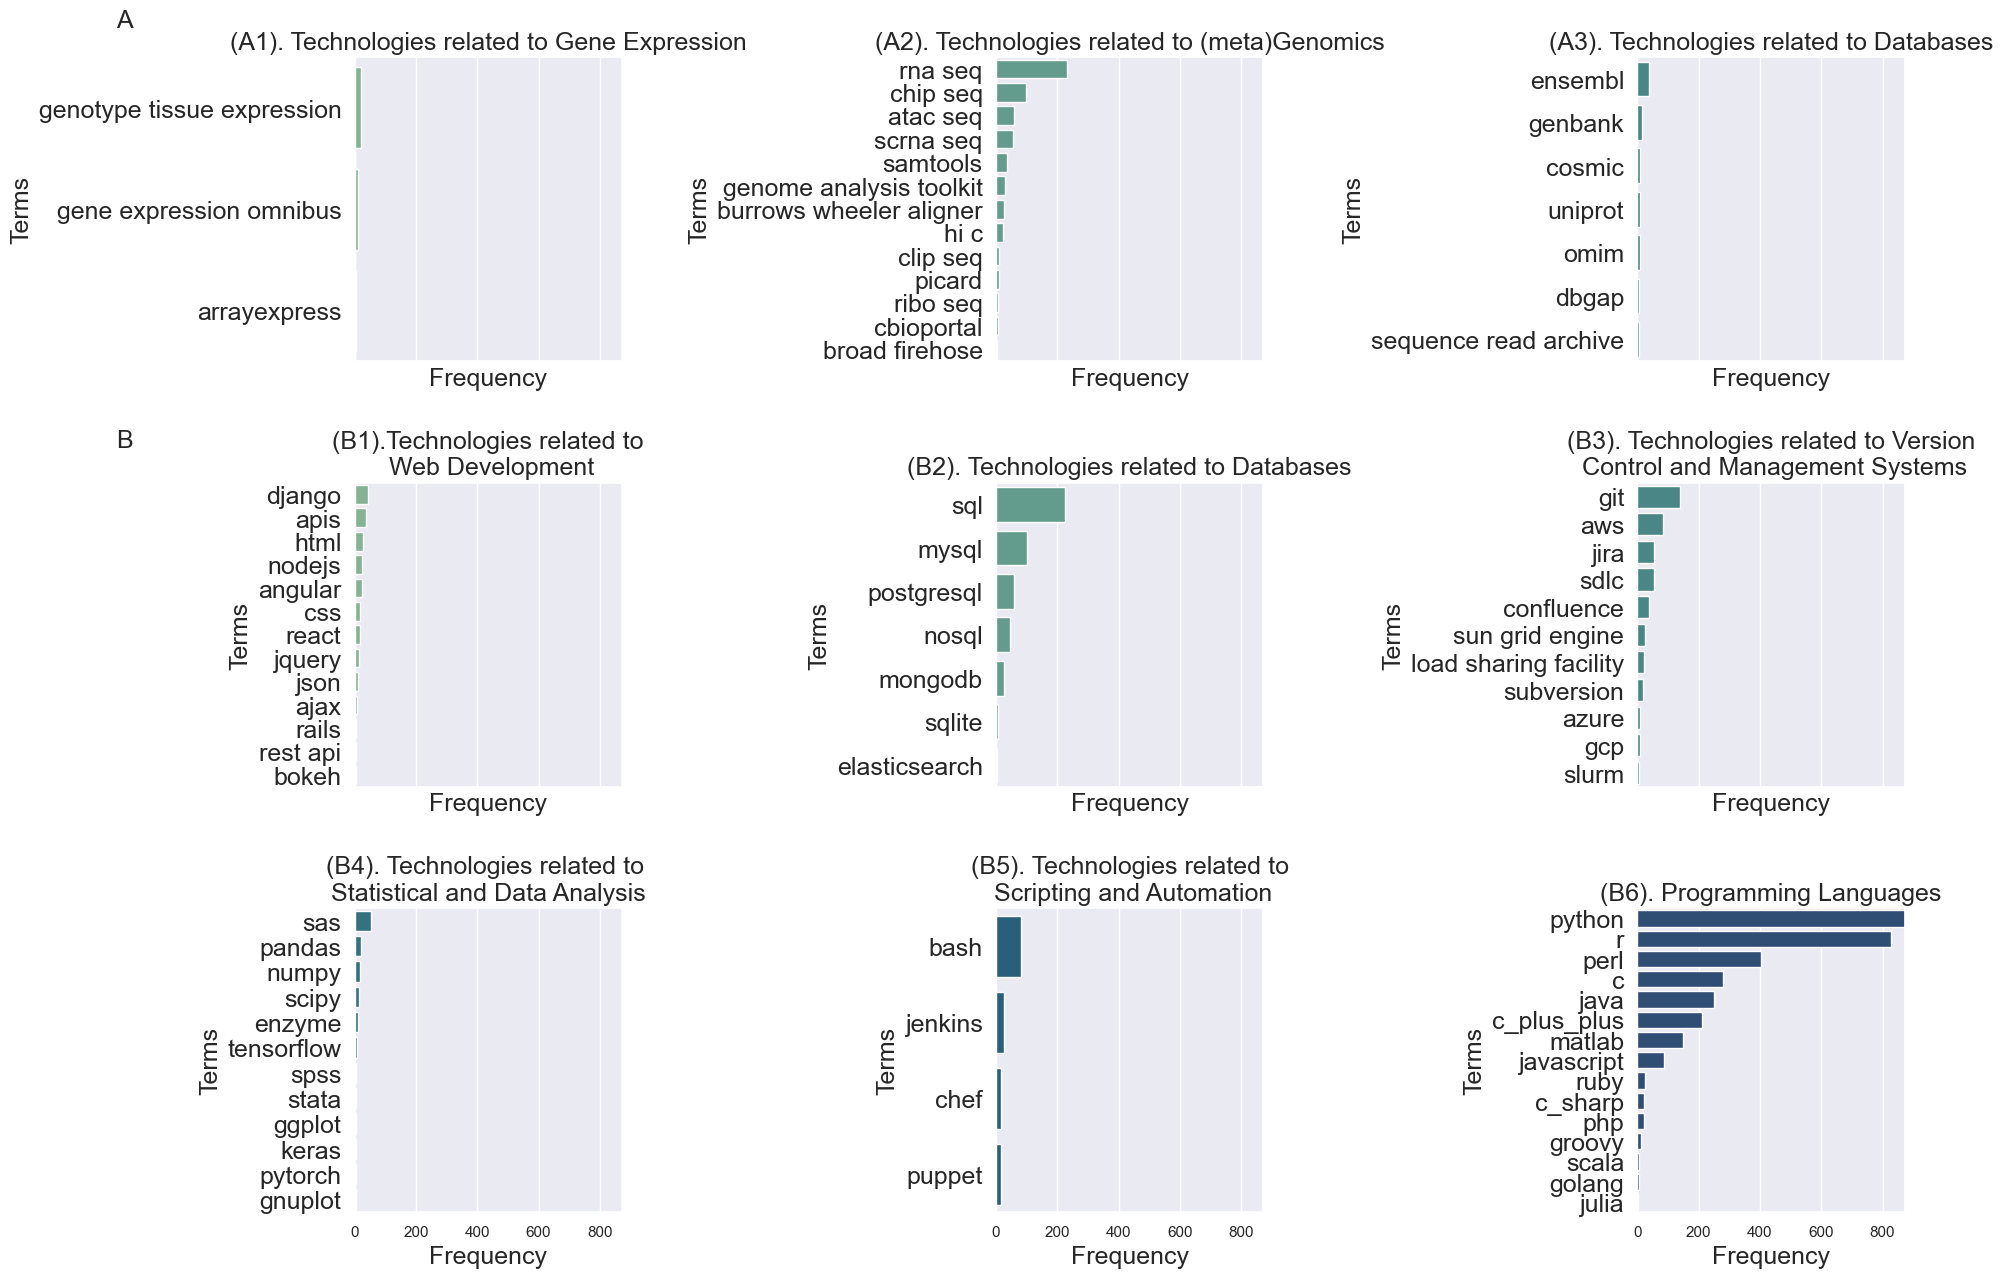 A
(A1). Technologies related to Gene Expression
genotype tissue expression
gene expression omnibus
arrayexpress
Terms
Frequency
(A2). Technologies related to (meta)Genomics
rna seq
chip seq
atac seq
scrna seq
samtools
genome analysis toolkit
burrows wheeler aligner
hi c
clip seq
picard
ribo seq
cbioportal
broad firehose
Terms
Frequency
(A3). Technologies related to Databases
ensembl
genbank
cosmic
uniprot
omim
dbgap
sequence read archive
Terms
Frequency
B
(B1).Technologies related to
Web Development
django
apis
html
nodejs
angular
css
react
jquery
json
ajax
rails
rest api
bokeh
Terms
Frequency
(B2). Technologies related to Databases
sql
mysql
postgresql
nosql
mongodb
sqlite
elasticsearch
Terms
Frequency
(B3). Technologies related to Version
Control and Management Systems
git
aws
jira
sdlc
confluence
sun grid engine
load sharing facility
subversion
azure
gcp
slurm
Terms
Frequency
(B4). Technologies related to
Statistical and Data Analysis
sas
pandas
numpy
scipy
enzyme
tensorflow
spss
stata
ggplot
keras
pytorch
gnuplot
Terms
0 200 400 600 800
Frequency
(B5). Technologies related to
Scripting and Automation
bash
jenkins
chef
puppet
Terms
0 200 400 600 800
Frequency
(B6). Programming Languages
python
r
perl
c
java
c_plus_plus
matlab
javascript
ruby
c_sharp
php
groovy
scala
golang
julia
Terms
0 200 400 600 800
Frequency